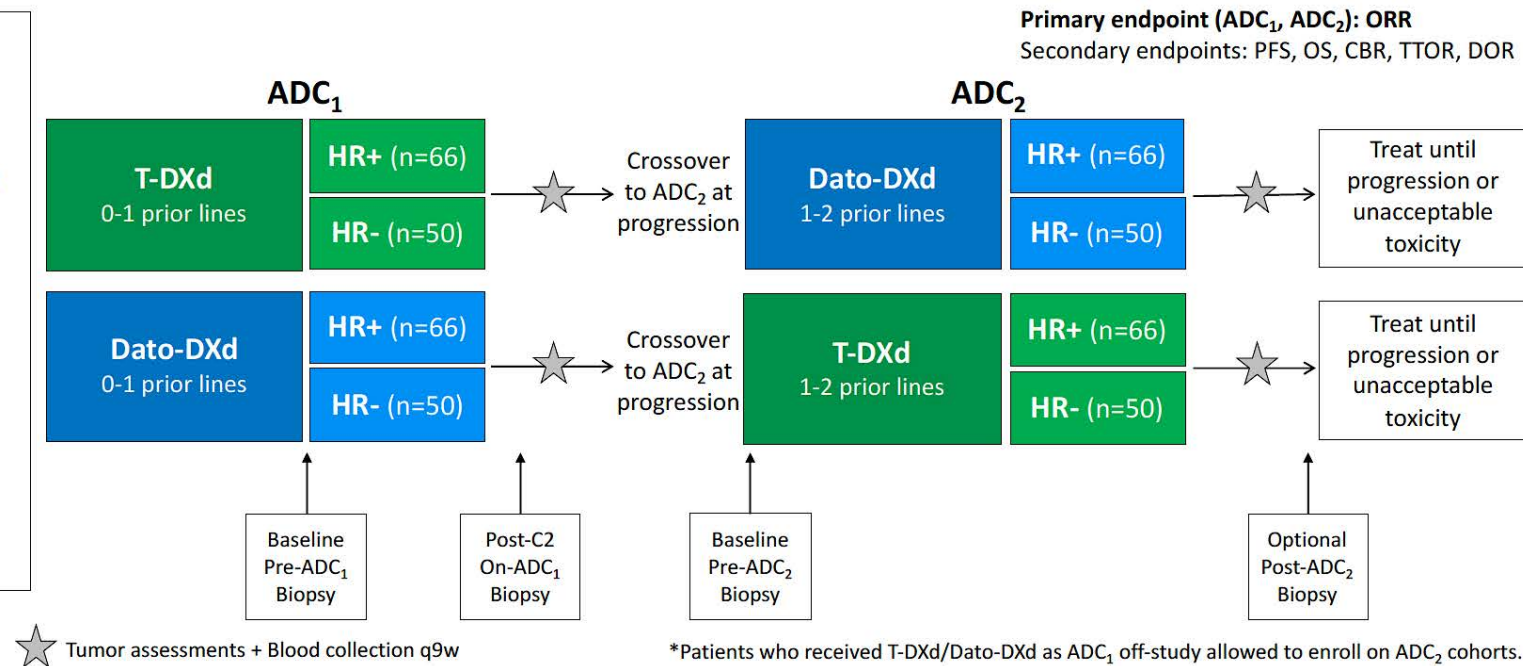 Primary endpoint (ADC₁, ADC₂): ORR
Secondary endpoints: PFS, OS, CBR, TTOR, DOR
ADC₁
ADC₂
T-DXd
0-1 prior lines
HR+ (n=66)
HR- (n=50)
Crossover
to ADC₂ at
progression
Dato-DXd
1-2 prior lines
HR+ (n=66)
HR- (n=50)
Treat until
progression or
unacceptable
toxicity
Dato-DXd
0-1 prior lines
HR+ (n=66)
HR- (n=50)
Crossover
to ADC₂ at
progression
T-DXd
1-2 prior lines
HR+ (n=66)
HR- (n=50)
Treat until
progression or
unacceptable
toxicity
Baseline
Pre-ADC₁
Biopsy
Post-C2
On-ADC₁
Biopsy
Baseline
Pre-ADC₂
Biopsy
Optional
Post-ADC₂
Biopsy
Tumor assessments + Blood collection q9w
*Patients who received T-DXd/Dato-DXd as ADC₁ off-study allowed to enroll on ADC₂ cohorts.